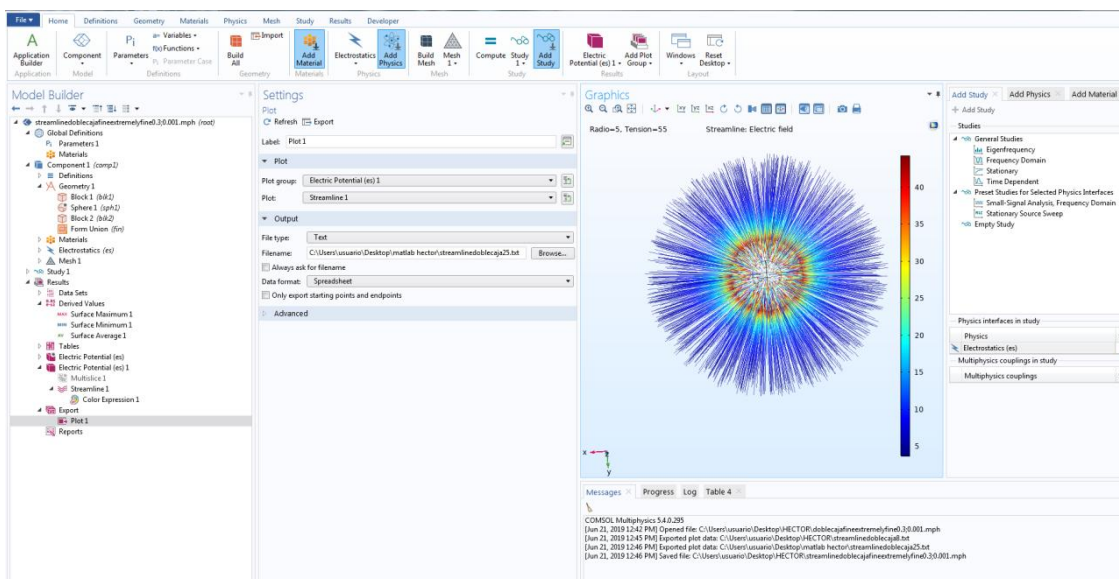 File ▾ Home Definitions Geometry Materials Physics Mesh Study Results Developer
Application Builder
Component
Parameters
a= Variables
f(x) Functions
Pi Parameter Case
Build All
Import
Add Material
Electrostatics
Add Physics
Build Mesh
Mesh 1
Compute
Study 1
Add Study
Electric Potential (es) 1
Add Plot Group
Windows
Reset Desktop
Application Model Definitions Geometry Materials Physics Mesh Study Results Layout
Model Builder
streamlinedoblecajafineextremelyfine0.3;0.001.mph (root)
Global Definitions
Pi Parameters 1
Materials
Component 1 (comp1)
Definitions
Geometry 1
Block 1 (blk1)
Sphere 1 (sph1)
Block 2 (blk2)
Form Union (fin)
Materials
Electrostatics (es)
Mesh 1
Study 1
Results
Data Sets
Derived Values
Surface Maximum 1
Surface Minimum 1
Surface Average 1
Tables
Electric Potential (es)
Electric Potential (es) 1
Multislice 1
Streamline 1
Color Expression 1
Export
Plot 1
Reports
Settings
Plot
Refresh Export
Label: Plot 1
Plot
Plot group: Electric Potential (es) 1
Plot: Streamline 1
Output
File type: Text
Filename: C:\Users\usuario\Desktop\matlab hector\streamlinedoblecaja25.txt Browse...
Always ask for filename
Data format: Spreadsheet
Only export starting points and endpoints
Advanced
Graphics
Radio=5, Tension=55 Streamline: Electric field
40
35
30
25
20
15
10
5
x
y
Messages Progress Log Table 4
COMSOL Multiphysics 5.4.0.295
[Jun 21, 2019 12:42 PM] Opened file: C:\Users\usuario\Desktop\HECTOR\doblecajafineextremelyfine0.3;0.001.mph
[Jun 21, 2019 12:45 PM] Exported plot data: C:\Users\usuario\Desktop\HECTOR\streamlinedoblecaja8.txt
[Jun 21, 2019 12:46 PM] Exported plot data: C:\Users\usuario\Desktop\matlab hector\streamlinedoblecaja25.txt
[Jun 21, 2019 12:46 PM] Saved file: C:\Users\usuario\Desktop\HECTOR\streamlinedoblecajafineextremelyfine0.3;0.001.mph
Add Study Add Physics Add Material
+ Add Study
Studies
General Studies
Eigenfrequency
Frequency Domain
Stationary
Time Dependent
Preset Studies for Selected Physics Interfaces
Small-Signal Analysis, Frequency Domain
Stationary Source Sweep
Empty Study
Physics interfaces in study
Physics
Electrostatics (es)
Multiphysics couplings in study
Multiphysics couplings